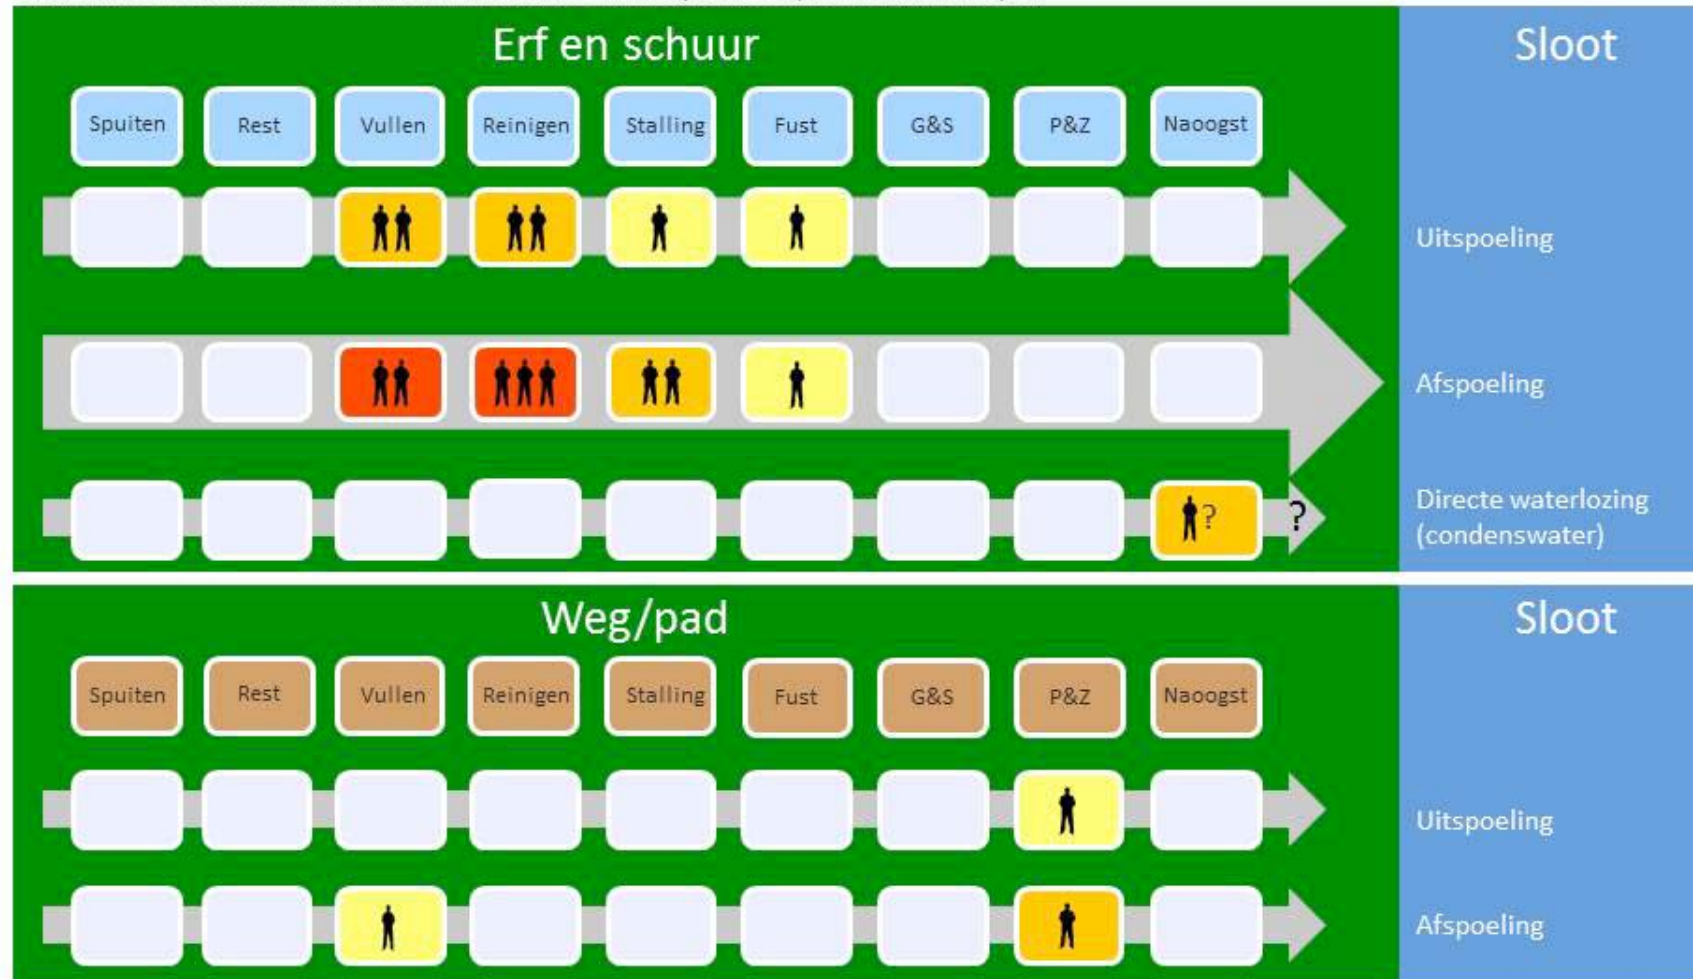 Erf en schuur
Sloot
Spuiten
Rest
Vullen
Reinigen
Stalling
Fust
G&S
P&Z
Naoogst
Uitspoeling
Afspoeling
?
?
Directe waterlozing
(condenswater)
Weg/pad
Sloot
Spuiten
Rest
Vullen
Reinigen
Stalling
Fust
G&S
P&Z
Naoogst
Uitspoeling
Afspoeling